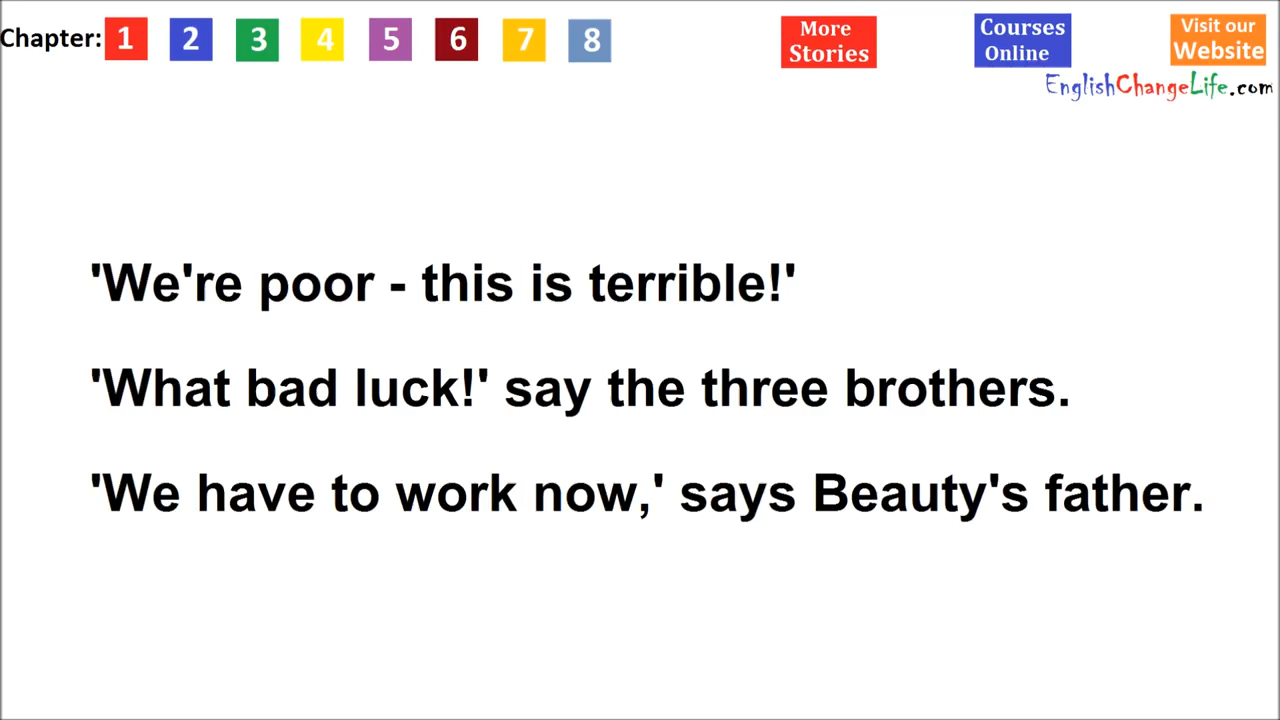 Chapter: 1 2 3 4 5 6 7 8
More
Stories
Courses
Online
Visit our
Website
EnglishChangeLife.com
'We're poor - this is terrible!'
'What bad luck!' say the three brothers.
'We have to work now,' says Beauty's father.